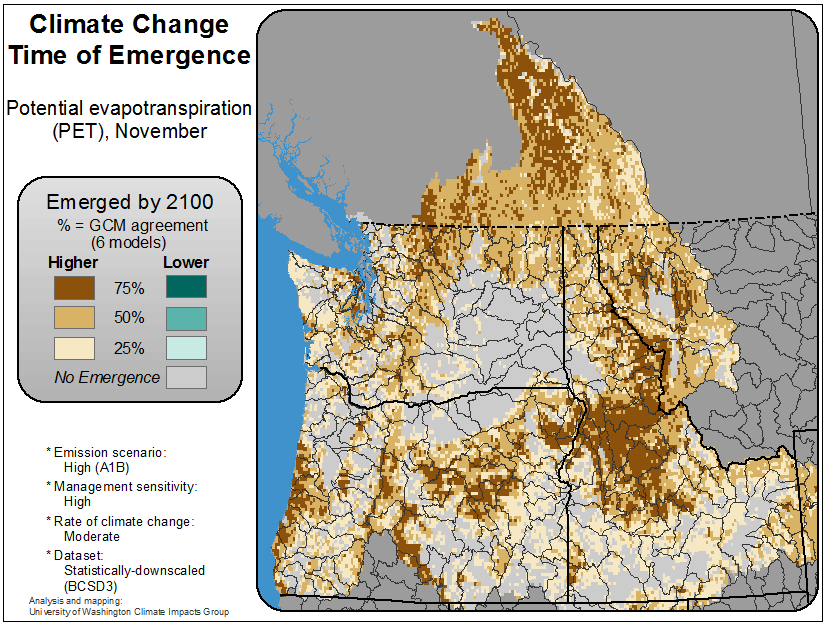 Climate Change
Time of Emergence
Potential evapotranspiration
(PET), November
Emerged by 2100
% = GCM agreement
(6 models)
Higher Lower
75%
50%
25%
No Emergence
* Emission scenario:
High (A1B)
* Management sensitivity:
High
* Rate of climate change:
Moderate
* Dataset:
Statistically-downscaled
(BCSD3)
Analysis and mapping:
University of Washington Climate Impacts Group